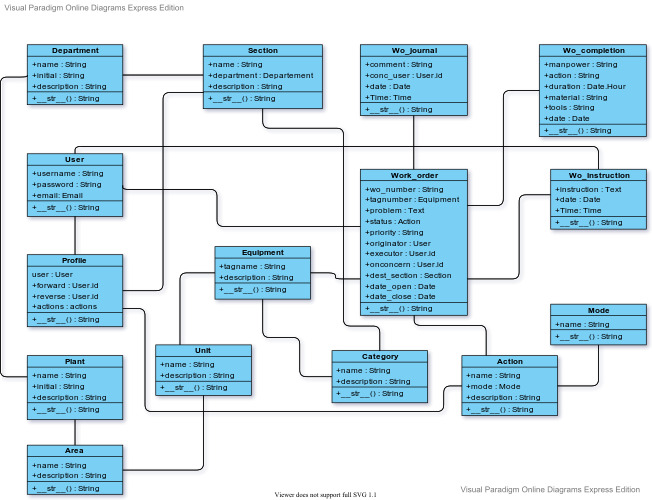 Visual Paradigm Online Diagrams Express Edition
Department
+name : String
+initial : String
+description : String
+__str__() : String
Section
+name : String
+department : Departement
+description : String
+__str__() : String
Wo_journal
+comment : String
+conc_user : User.id
+date : Date
+Time: Time
+__str__() : String
Wo_completion
+manpower : String
+action : String
+duration : Date.Hour
+material : String
+tools : String
+date : Date
+__str__() : String
User
+username : String
+password : String
+email: Email
+__str__() : String
Work_order
+wo_number : String
+tagnumber : Equipment
+problem : Text
+status : Action
+priority : String
+originator : User
+executor : User.id
+onconcern : User.id
+dest_section : Section
+date_open : Date
+date_close : Date
+__str__() : String
Wo_instruction
+instruction : Text
+date : Date
+Time: Time
+__str__() : String
Profile
user : User
+forward : User.id
+reverse : User.id
+actions : actions
+__str__() : String
Equipment
+tagname : String
+description : String
+__str__() : String
Mode
+name : String
+__str__() : String
Plant
+name : String
+initial : String
+description : String
+__str__() : String
Unit
+name : String
+description : String
+__str__() : String
Category
+name : String
+description : String
+__str__() : String
Action
+name : String
+mode : Mode
+description : String
+__str__() : String
Area
+name : String
+description : String
+__str__() : String
Visual Paradigm Online Diagrams Express Edition
Viewer does not support full SVG 1.1